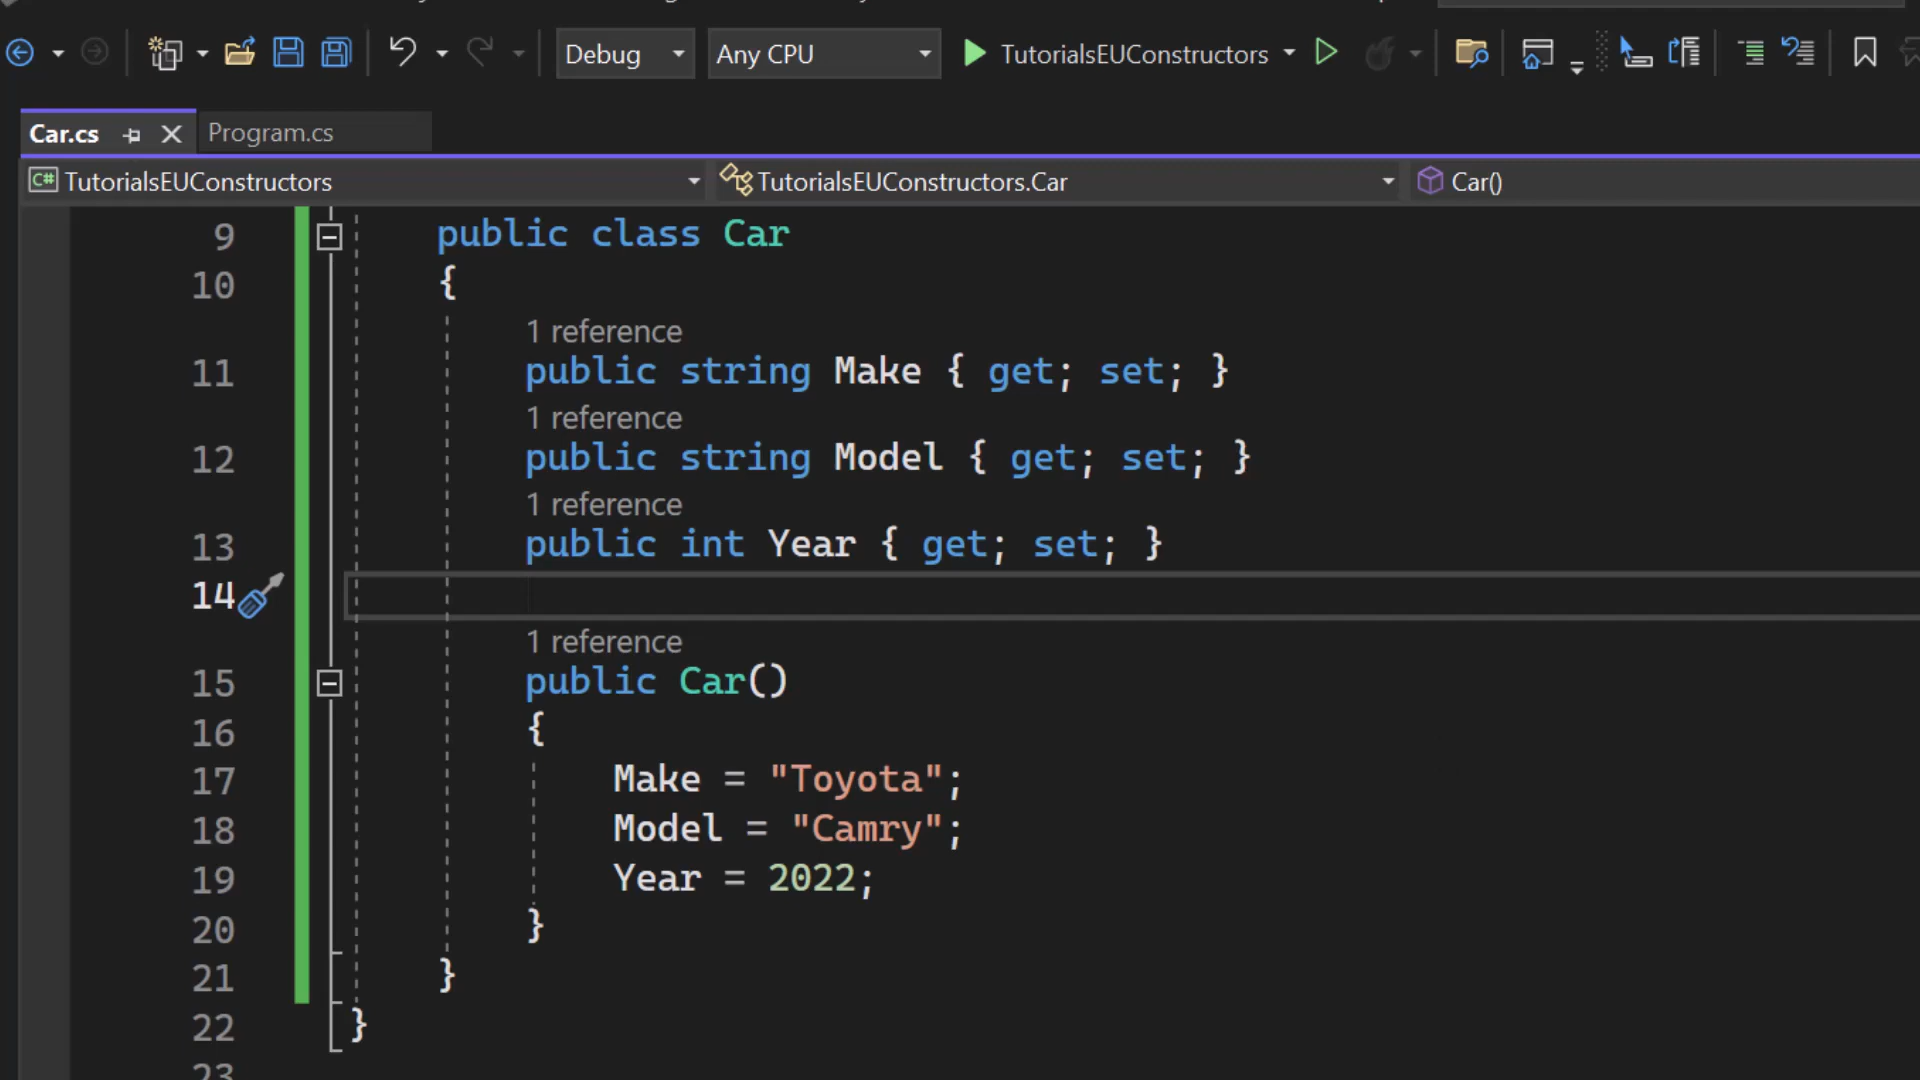 Debug Any CPU TutorialsEUConstructors
Car.cs Program.cs
C# TutorialsEUConstructors TutorialsEUConstructors.Car Car()
9 public class Car
10 {
1 reference
11 public string Make { get; set; }
1 reference
12 public string Model { get; set; }
1 reference
13 public int Year { get; set; }
14
1 reference
15 public Car()
16 {
17 Make = "Toyota";
18 Model = "Camry";
19 Year = 2022;
20 }
21 }
22 }
23